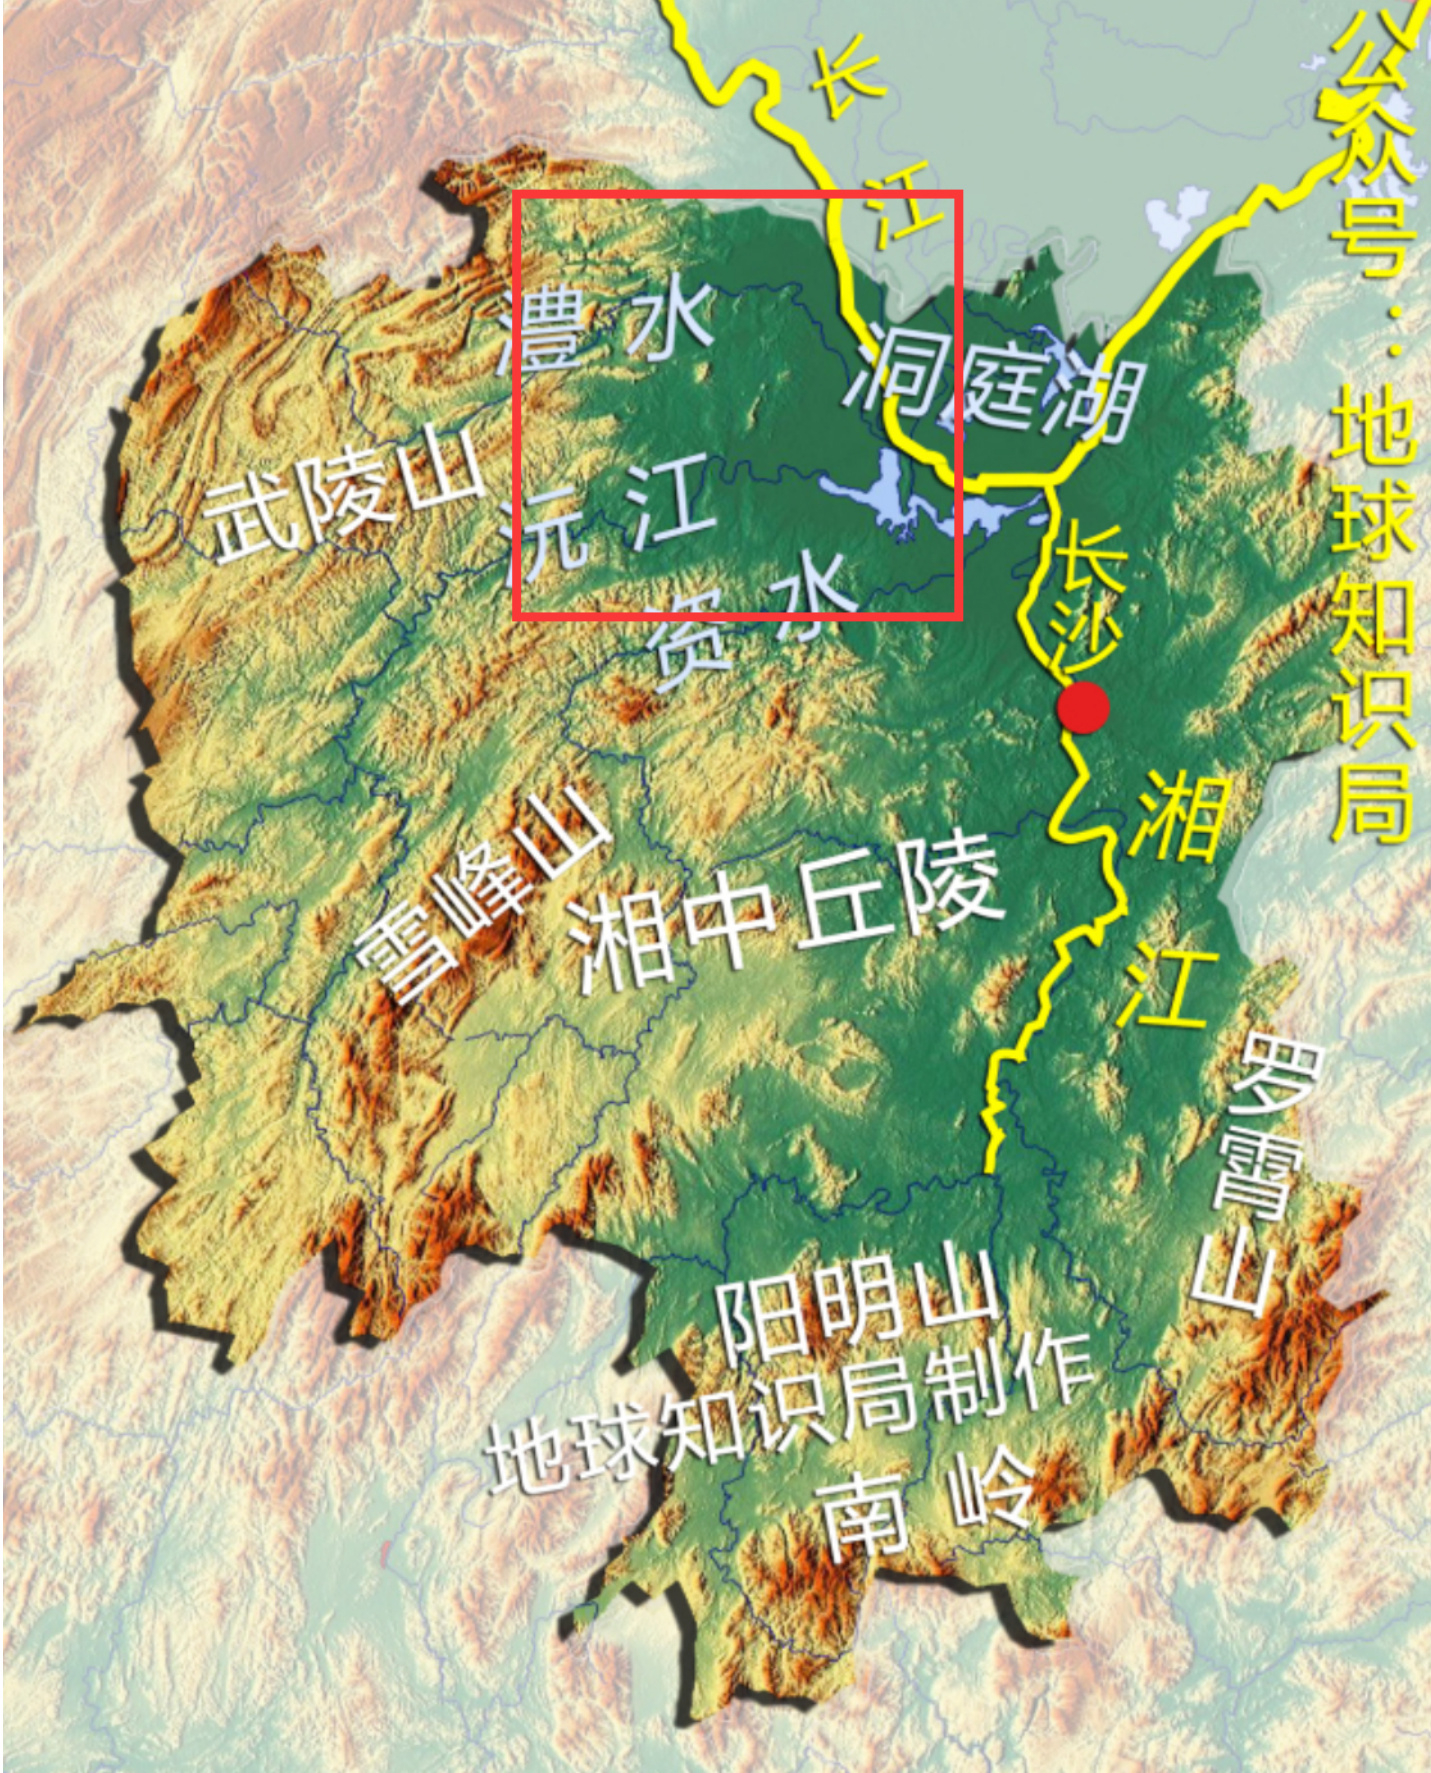 长江
公众号：地球知识局
澧水
洞庭湖
武陵山
沅江
资水
长沙
湘江
雪峰山
湘中丘陵
罗霄山
阳明山
地球知识局制作
南岭